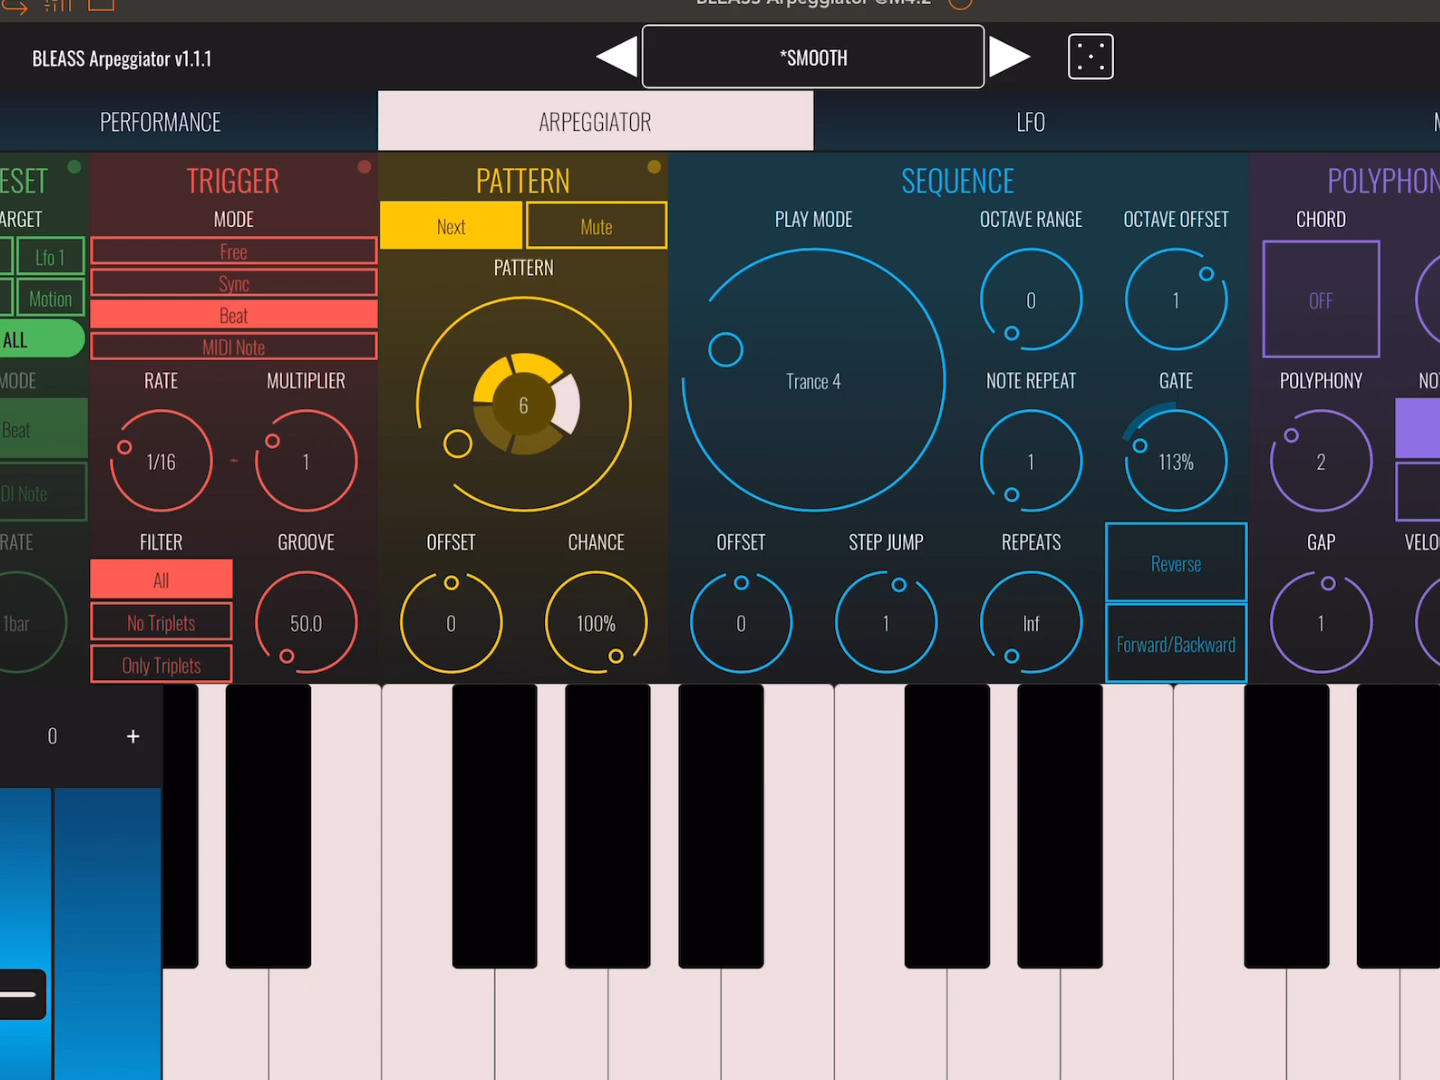 BLEASS Arpeggiator @M4:2
BLEASS Arpeggiator v1.1.1
*SMOOTH
PERFORMANCE
ARPEGGIATOR
LFO
M
ESET
ARGET
Lfo 1
Motion
ALL
MODE
Beat
DI Note
RATE
1bar
TRIGGER
MODE
Free
Sync
Beat
MIDI Note
RATE
MULTIPLIER
1/16
-
1
FILTER
GROOVE
All
No Triplets
Only Triplets
50.0
PATTERN
Next
Mute
PATTERN
6
OFFSET
CHANCE
0
100%
SEQUENCE
PLAY MODE
OCTAVE RANGE
OCTAVE OFFSET
Trance 4
0
1
NOTE REPEAT
GATE
1
113%
OFFSET
STEP JUMP
REPEATS
0
1
Inf
Reverse
Forward/Backward
POLYPHON
CHORD
OFF
POLYPHONY
NO
2
GAP
VELO
1
0
+